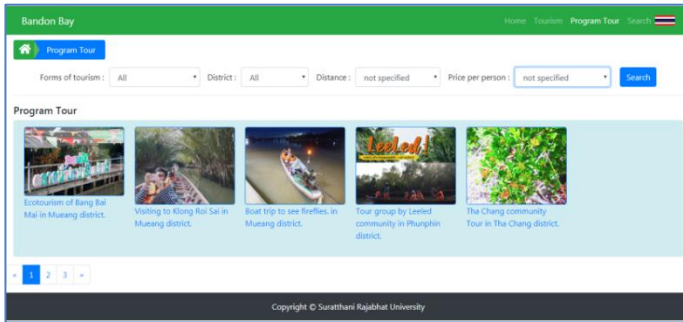 Bandon Bay
Home Tourism Program Tour Search
Program Tour
Forms of tourism : All District : All Distance : not specified Price per person : not specified Search
Program Tour
Leeled
Ecotourism of Bang Bai
Mai in Mueang district.
Visiting to Klong Roi Sai in
Mueang district.
Boat trip to see fireflies. in
Mueang district.
Tour group by Leeled
community in Phunphin
district.
Tha Chang community
Tour in Tha Chang district.
« 1 2 3 »
Copyright © Suratthani Rajabhat University